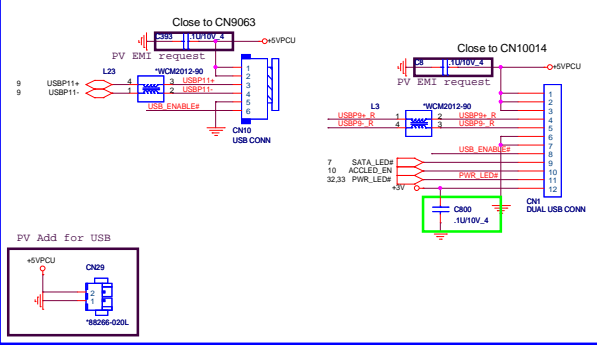 Close to CN9063
C393 .1U/10V_4
+5VPCU
PV EMI request
L23 *WCM2012-90
9 USBP11+ 4 3 USBP11+
9 USBP11- 1 2 USBP11-
USB_ENABLE#
1
2
3
4
5
6
CN10
USB CONN
Close to CN10014
C8 .1U/10V_4
+5VPCU
PV EMI request
L3 *WCM2012-90
USBP9+_R 1 2 USBP9+_R
USBP9-_R 4 3 USBP9-_R
USB_ENABLE#
7 SATA_LED#
10 ACCLED_EN
32,33 PWR_LED# PWR_LED#
+3V
1
2
3
4
5
6
7
8
9
10
11
12
CN1
DUAL USB CONN
C800
.1U/10V_4
PV Add for USB
+5VPCU
CN29
2
1
*88266-020L